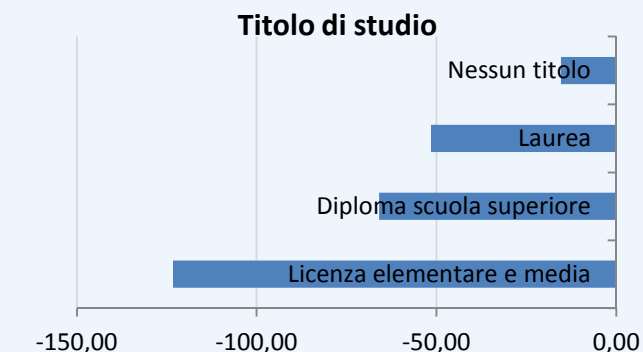 Titolo di studio
Nessun titolo
Laurea
Diploma scuola superiore
Licenza elementare e media
-150,00 -100,00 -50,00 0,00